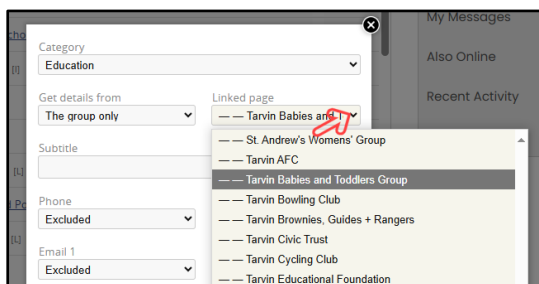 My Messages
Also Online
Recent Activity
cho
[I]
[L]
l Po
[L]
Category
Education
Get details from
Linked page
The group only
— — Tarvin Babies and T
Subtitle
Phone
Excluded
Email 1
Excluded
— — St. Andrew's Womens' Group
— — Tarvin AFC
— — Tarvin Babies and Toddlers Group
— — Tarvin Bowling Club
— — Tarvin Brownies, Guides + Rangers
— — Tarvin Civic Trust
— — Tarvin Cycling Club
— — Tarvin Educational Foundation